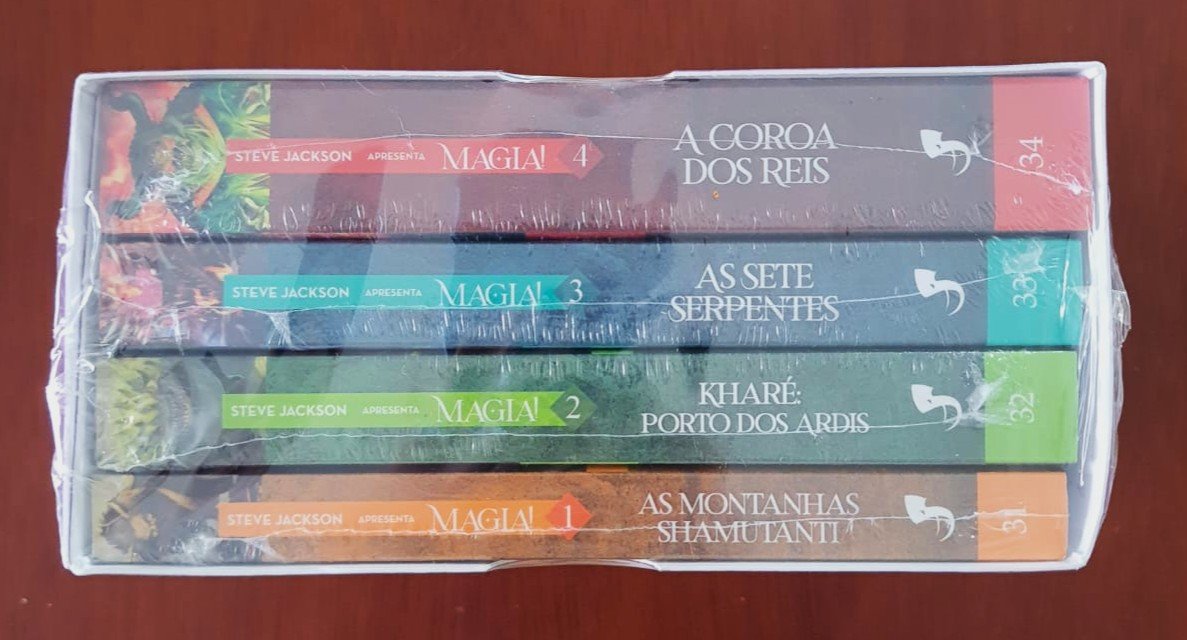 STEVE JACKSON APRESENTA MAGIA! 4
A COROA
DOS REIS
34
STEVE JACKSON APRESENTA MAGIA! 3
AS SETE
SERPENTES
33
STEVE JACKSON APRESENTA MAGIA! 2
KHARÉ:
PORTO DOS ARDIS
32
STEVE JACKSON APRESENTA MAGIA! 1
AS MONTANHAS
SHAMUTANTI
31